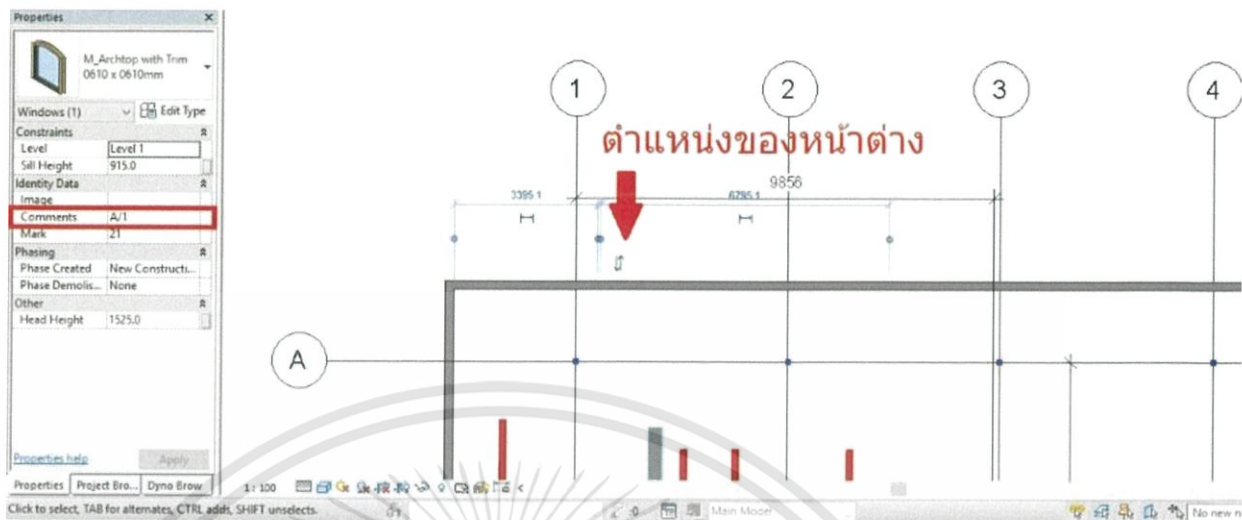 Properties
M_Archtop with Trim
0610 x 0610mm
Windows (1)
Edit Type
Constraints
Level
Level 1
Sill Height
915.0
Identity Data
Image
Comments
A/1
Mark
21
Phasing
Phase Created
New Constructi...
Phase Demolis...
None
Other
Head Height
1525.0
Properties help
Apply
Properties
Project Bro...
Dyno Brow
Click to select, TAB for alternates, CTRL adds, SHIFT unselects.
1
2
3
4
ตำแหน่งของหน้าต่าง
9856
3395.1
6795.1
A
1 : 100
:0
Main Model
No new n